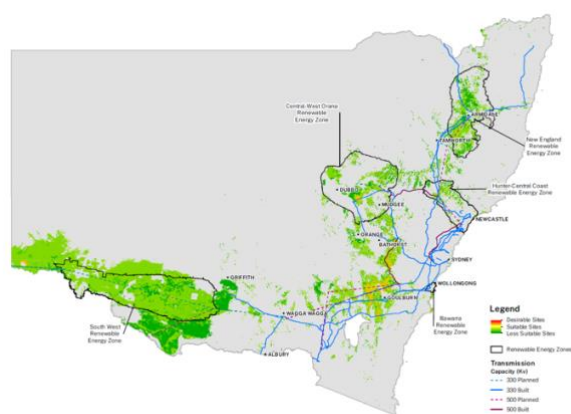 Central-West Orana
Renewable
Energy Zone
ARMIDALE
TAMWORTH
New England
Renewable
Energy Zone
Hunter-Central Coast
Renewable Energy Zone
DUBBO
MUDGEE
NEWCASTLE
ORANGE
BATHURST
SYDNEY
GRIFFITH
WOLLONGONG
GOULBURN
WAGGA WAGGA
South West
Renewable
Energy Zone
ALBURY
Illawarra
Renewable
Energy Zone
Legend
Desirable Sites
Suitable Sites
Less Suitable Sites
Renewable Energy Zones
Transmission
Capacity (Kv)
330 Planned
330 Built
500 Planned
500 Built